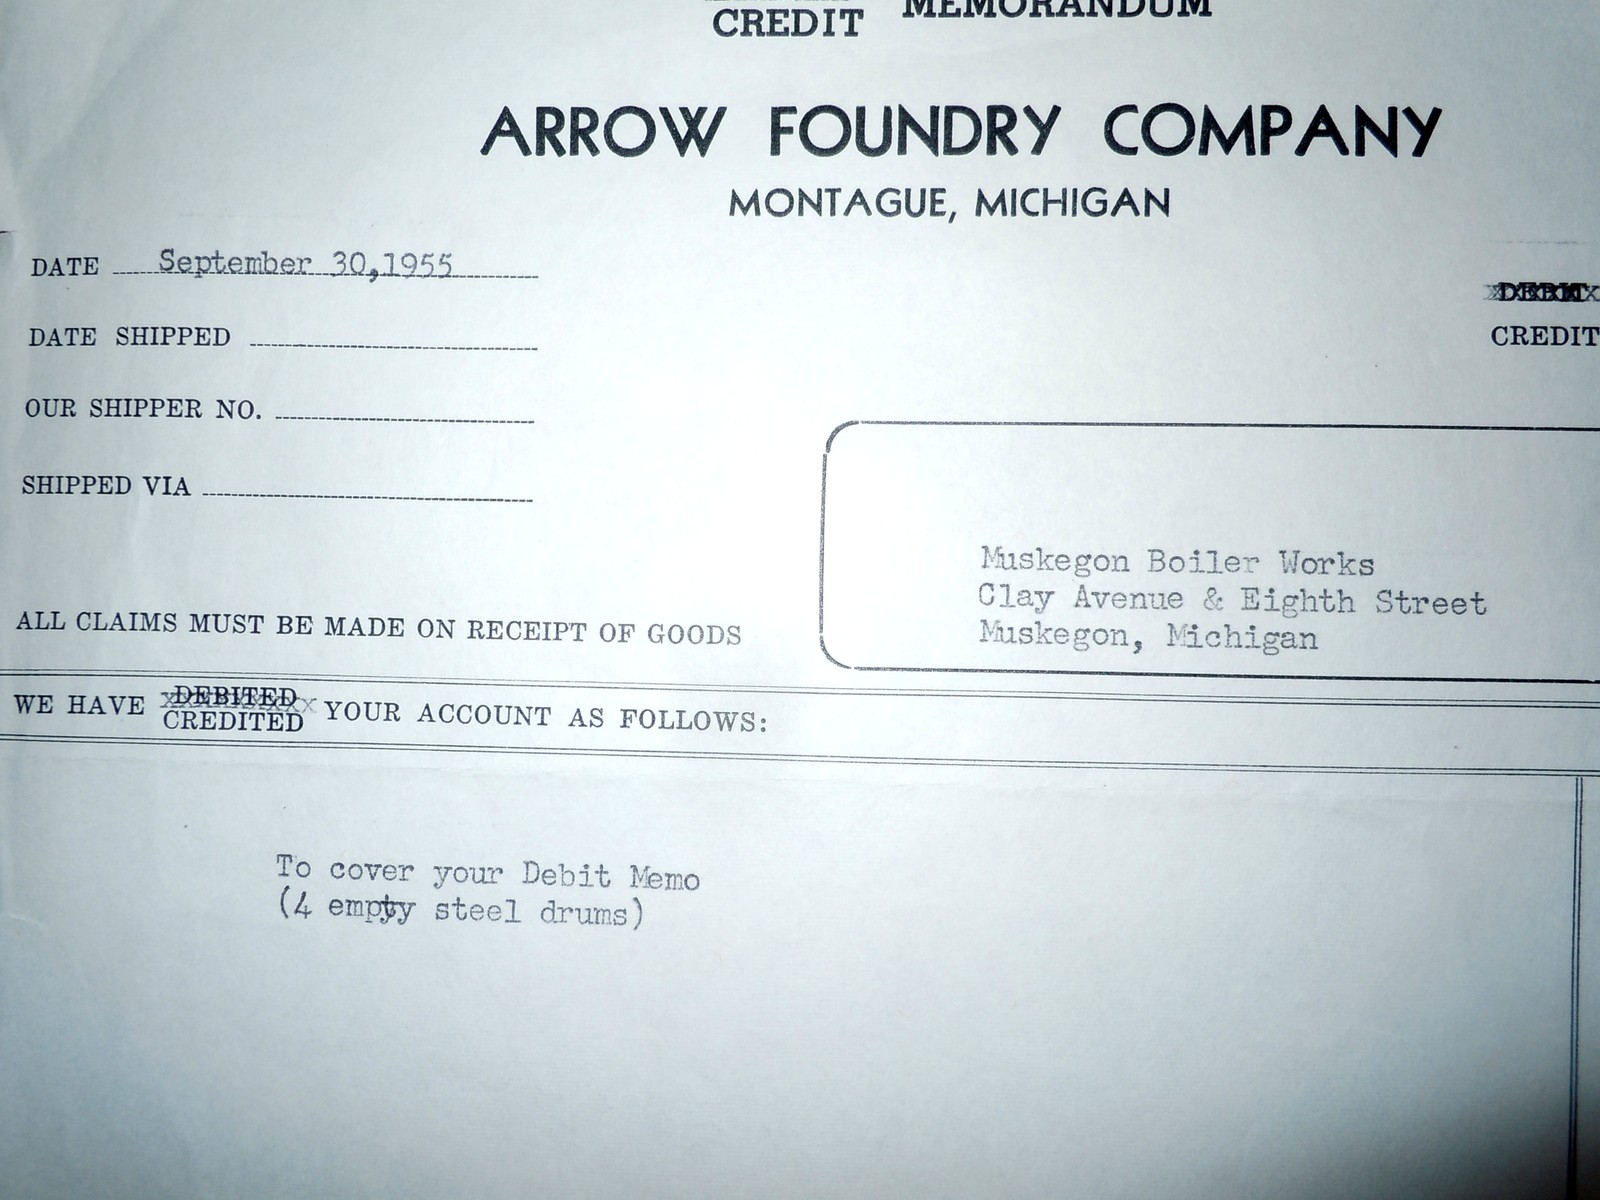 CREDIT MEMORANDUM
ARROW FOUNDRY COMPANY
MONTAGUE, MICHIGAN
DATE September 30,1955
DEBIT
DATE SHIPPED
CREDIT
OUR SHIPPER NO.
SHIPPED VIA
Muskegon Boiler Works
Clay Avenue & Eighth Street
Muskegon, Michigan
ALL CLAIMS MUST BE MADE ON RECEIPT OF GOODS
WE HAVE DEBITED CREDITED YOUR ACCOUNT AS FOLLOWS:
To cover your Debit Memo
(4 empty steel drums)